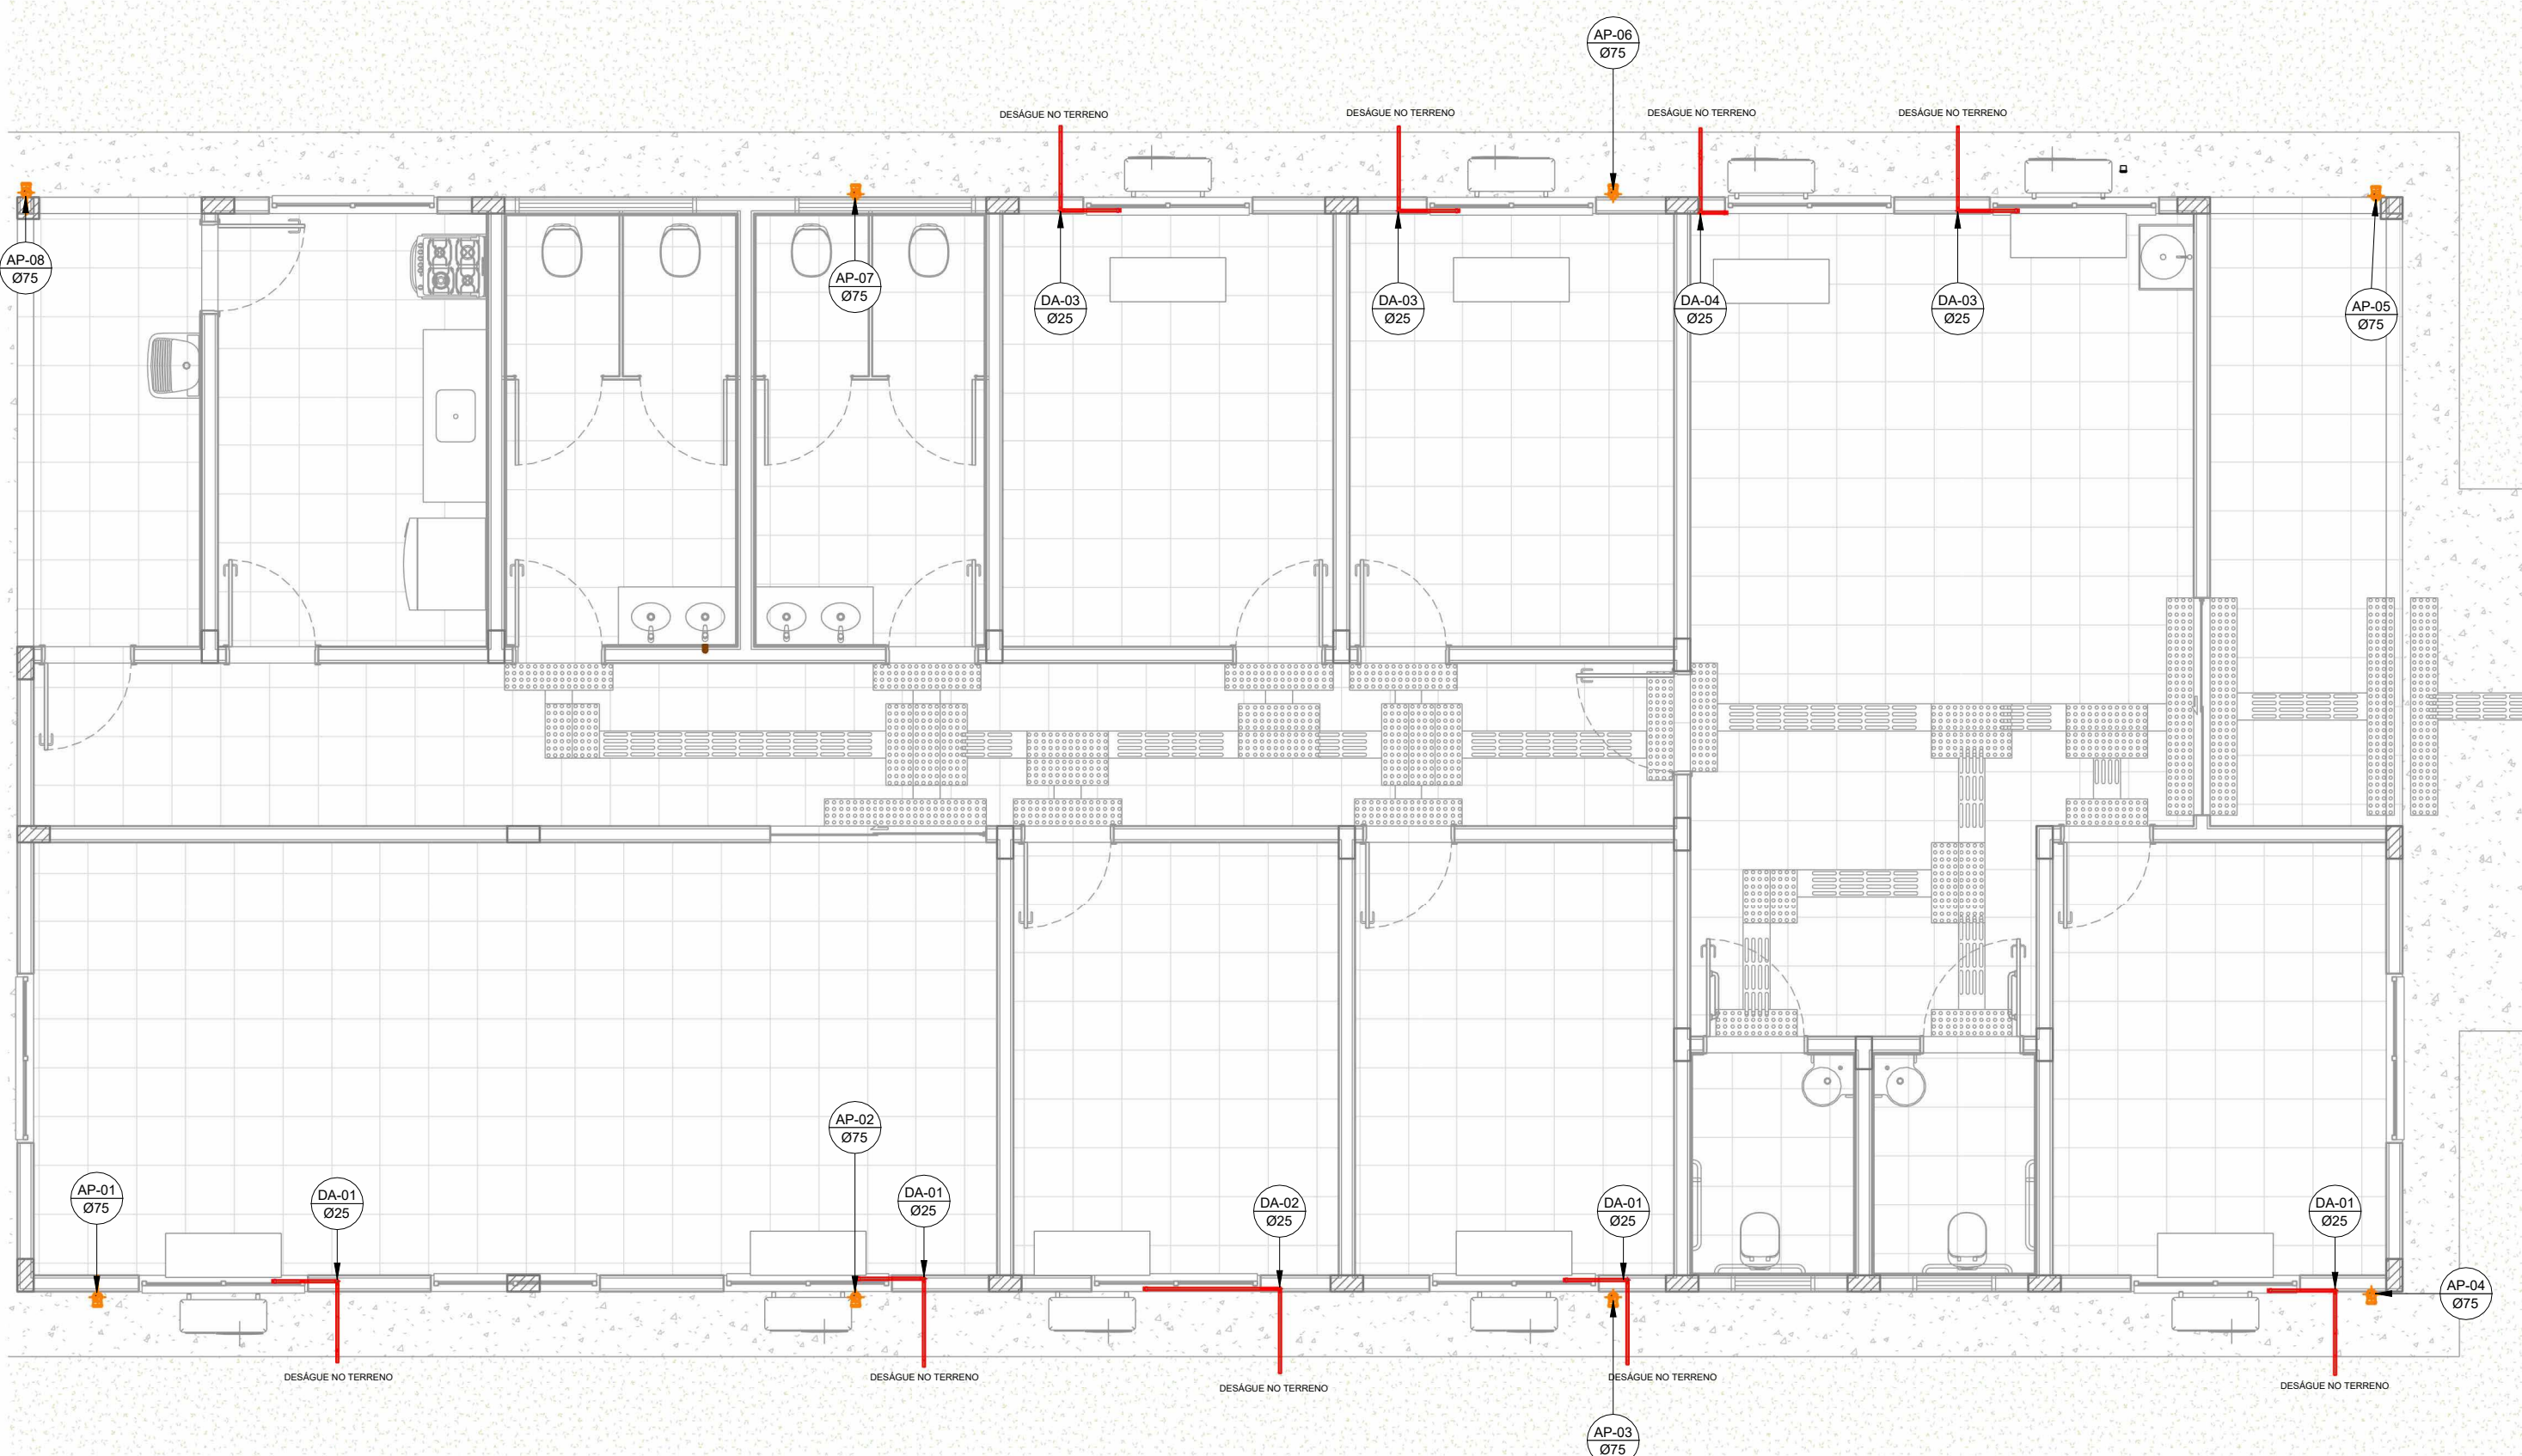 AP-06
Ø75
DESÁGUE NO TERRENO
DESÁGUE NO TERRENO
DESÁGUE NO TERRENO
DESÁGUE NO TERRENO
AP-08
Ø75
AP-07
Ø75
DA-03
Ø25
DA-03
Ø25
DA-04
Ø25
DA-03
Ø25
AP-05
Ø75
AP-02
Ø75
AP-01
Ø75
DA-01
Ø25
DA-01
Ø25
DA-02
Ø25
DA-01
Ø25
DA-01
Ø25
AP-04
Ø75
DESÁGUE NO TERRENO
DESÁGUE NO TERRENO
DESÁGUE NO TERRENO
DESÁGUE NO TERRENO
DESÁGUE NO TERRENO
AP-03
Ø75